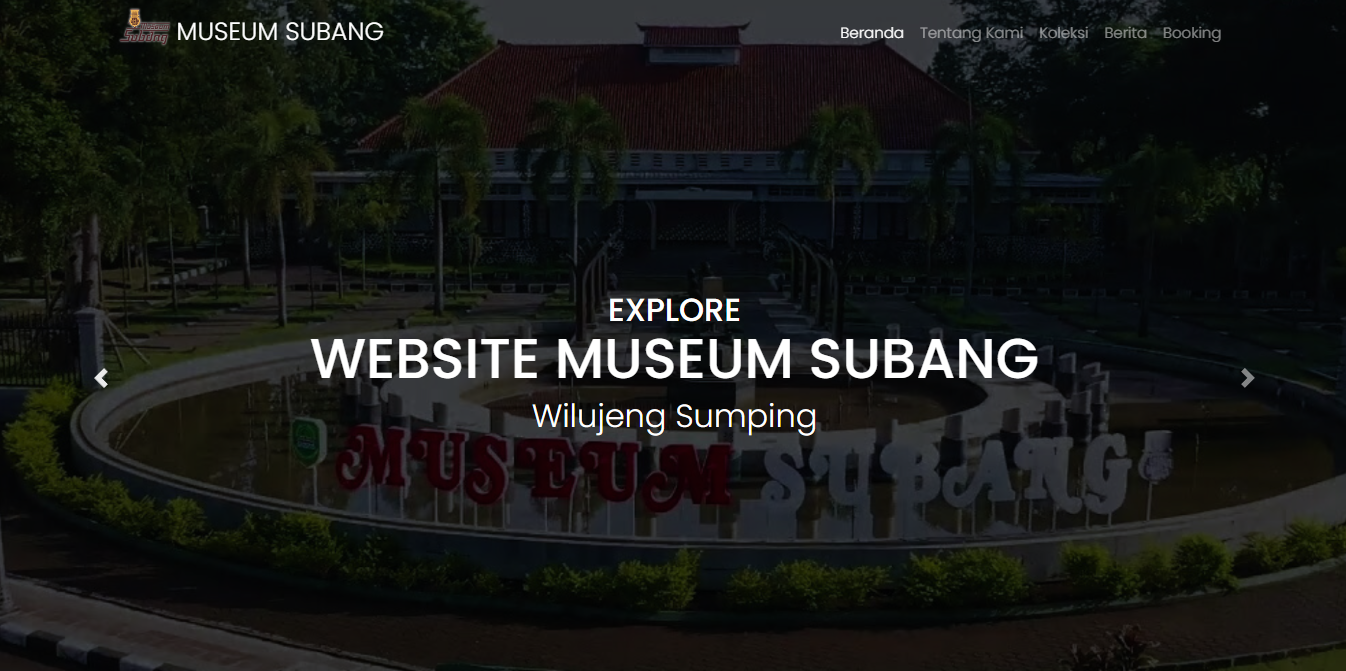 Museum
Subang
MUSEUM SUBANG
Beranda Tentang Kami Koleksi Berita Booking
EXPLORE
WEBSITE MUSEUM SUBANG
Wilujeng Sumping
MUSEUM SUBANG